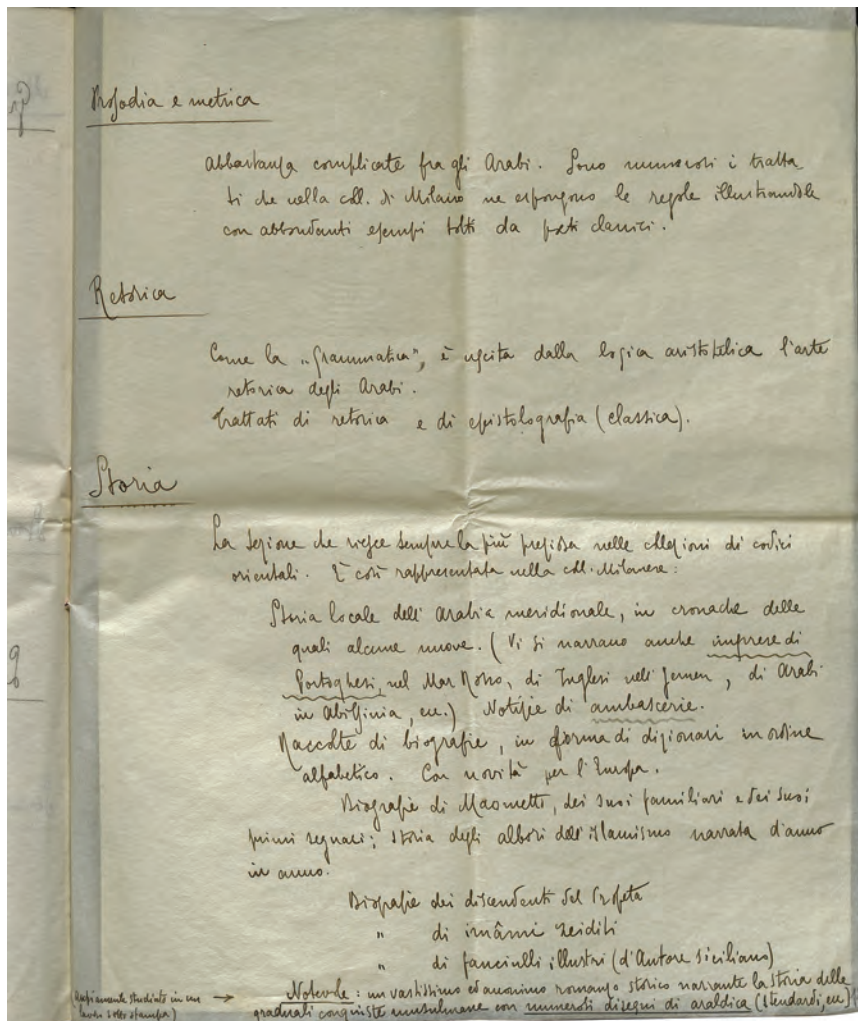 Prosodia e metrica
abbastanza complicate fra gli Arabi. Sono numerosi i tratta-
ti che nella coll. di Milano ne espongono le regole illustrandole
con abbondanti esempi tolti da poeti classici.
Retorica
Come la „grammatica", è uscita dalla logica aristotelica l'arte
retorica degli Arabi.
Trattati di retorica e di epistolografia (classica).
Storia
La sezione che riesce sempre la più preziosa nelle collezioni di codici
orientali. È così rappresentata nella coll. Milanese:
Storia locale dell'Arabia meridionale, in cronache delle
quali alcune nuove. (Vi si narrano anche imprese di
Portoghesi, nel Mar Rosso, di Inglesi nell'Jemen, di Arabi
in Abissinia, ecc.) Notizie di ambascerie.
Raccolte di biografie, in forma di dizionari in ordine
alfabetico. Con novità per l'Europa.
Biografie di Maometto, dei suoi familiari e dei suoi
primi seguaci; storia degli albori dell'islamismo narrata d'anno
in anno.
Biografie dei discendenti del Profeta
„ di imâmi zeiditi
„ di fanciulli illustri (d'Autore siciliano)
(Ampiamente studiato in un → Notevole: un vastissimo ed anonimo romanzo storico narrante la storia delle
lavoro sotto stampa) graduali conquiste musulmane con numerosi disegni di araldica (stendardi, ecc)